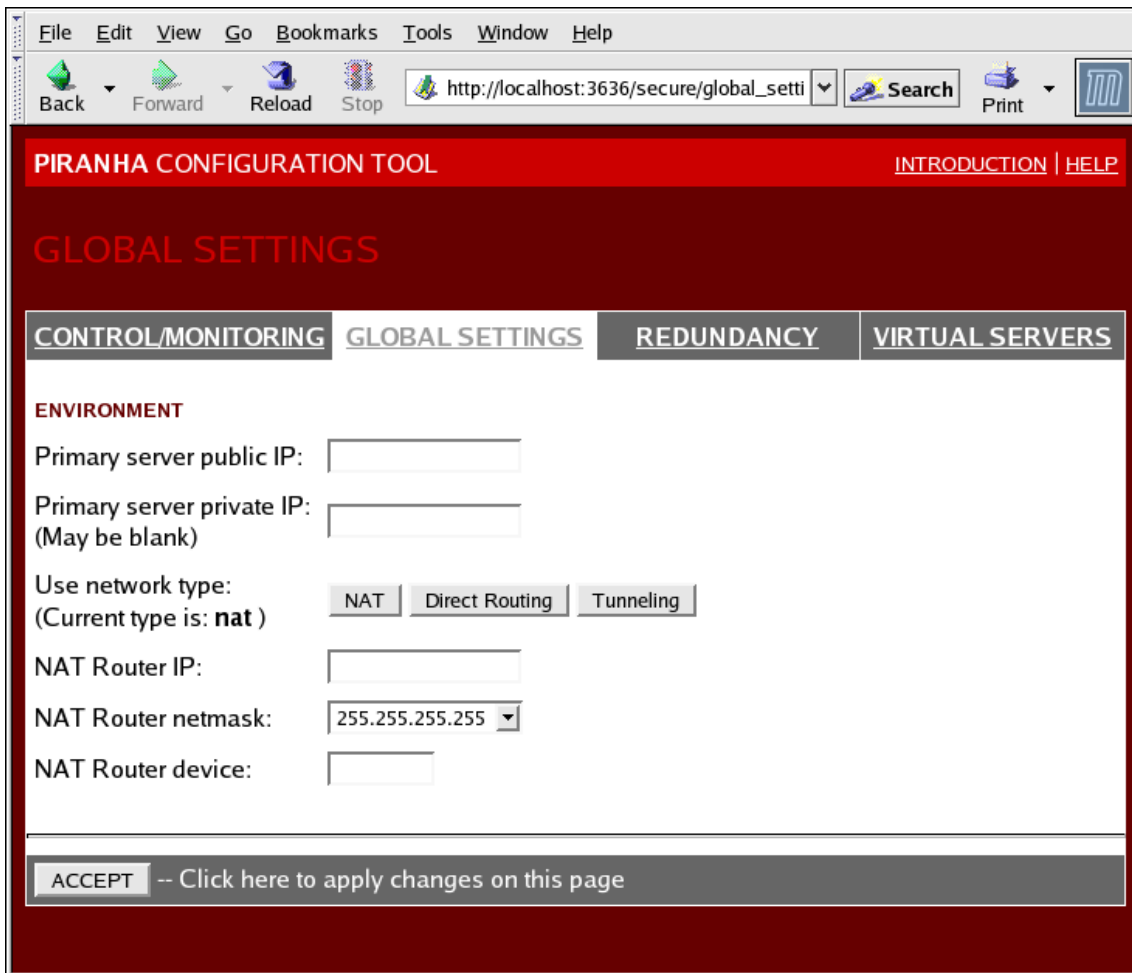 File Edit View Go Bookmarks Tools Window Help
Back Forward Reload Stop http://localhost:3636/secure/global_setti Search Print
PIRANHA CONFIGURATION TOOL INTRODUCTION | HELP
GLOBAL SETTINGS
CONTROL/MONITORING GLOBAL SETTINGS REDUNDANCY VIRTUAL SERVERS
ENVIRONMENT
Primary server public IP:
Primary server private IP:
(May be blank)
Use network type:
(Current type is: nat )
NAT Direct Routing Tunneling
NAT Router IP:
NAT Router netmask: 255.255.255.255
NAT Router device:
ACCEPT -- Click here to apply changes on this page